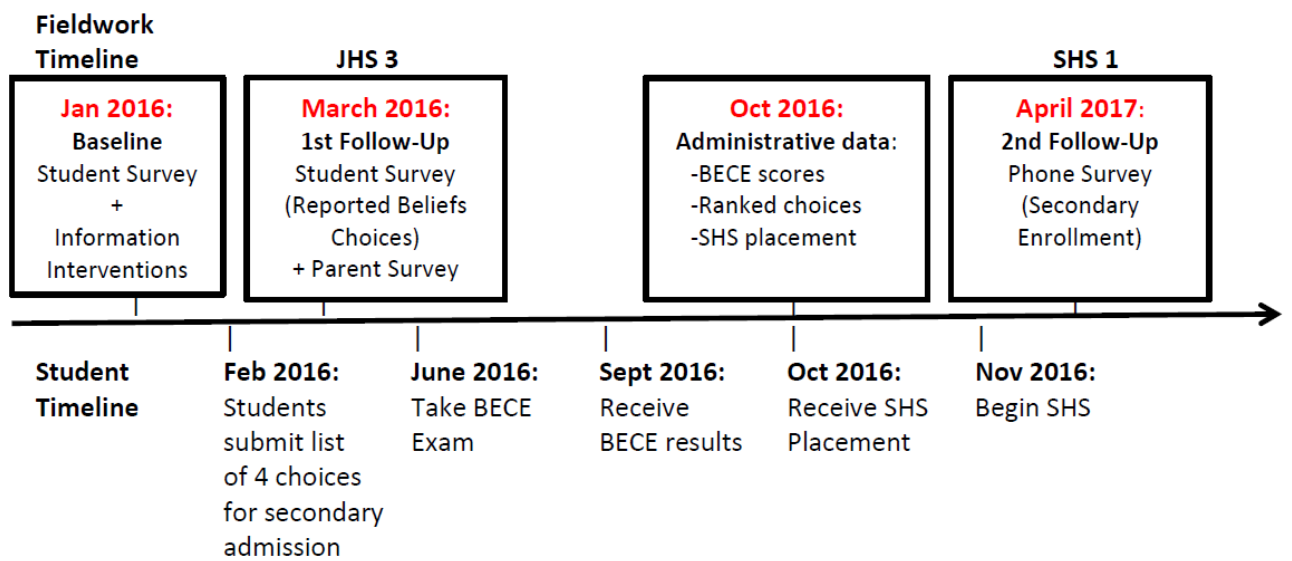 Fieldwork
Timeline
JHS 3
SHS 1
Jan 2016:
Baseline
Student Survey
+
Information
Interventions
March 2016:
1st Follow-Up
Student Survey
(Reported Beliefs
Choices)
+ Parent Survey
Oct 2016:
Administrative data:
-BECE scores
-Ranked choices
-SHS placement
April 2017:
2nd Follow-Up
Phone Survey
(Secondary
Enrollment)
Student
Timeline
Feb 2016:
Students
submit list
of 4 choices
for secondary
admission
June 2016:
Take BECE
Exam
Sept 2016:
Receive
BECE results
Oct 2016:
Receive SHS
Placement
Nov 2016:
Begin SHS